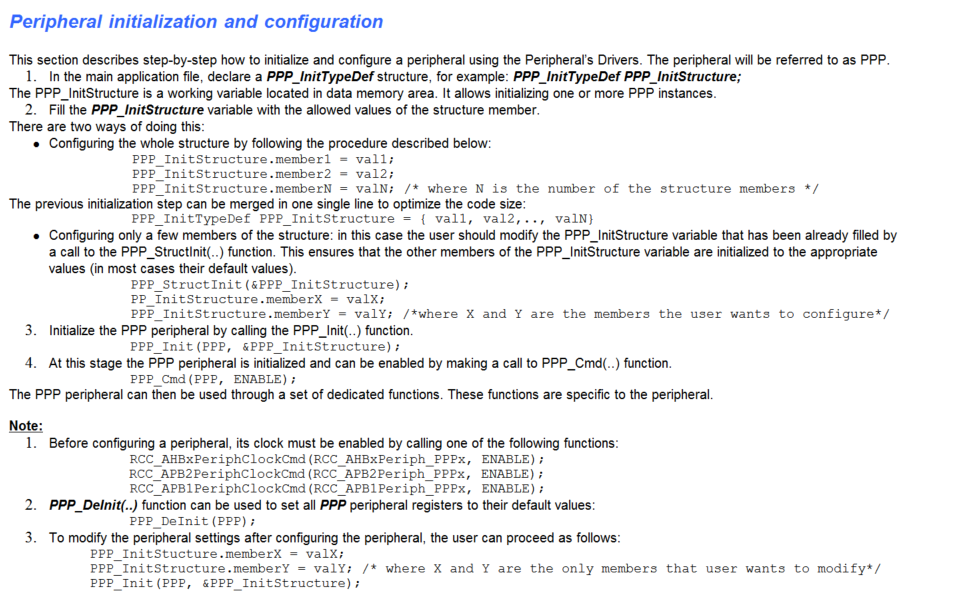 Peripheral initialization and configuration
This section describes step-by-step how to initialize and configure a peripheral using the Peripheral's Drivers. The peripheral will be referred to as PPP.
1. In the main application file, declare a PPP_InitTypeDef structure, for example: PPP_InitTypeDef PPP_InitStructure;
The PPP_InitStructure is a working variable located in data memory area. It allows initializing one or more PPP instances.
2. Fill the PPP_InitStructure variable with the allowed values of the structure member.
There are two ways of doing this:
• Configuring the whole structure by following the procedure described below:
PPP_InitStructure.member1 = val1;
PPP_InitStructure.member2 = val2;
PPP_InitStructure.memberN = valN; /* where N is the number of the structure members */
The previous initialization step can be merged in one single line to optimize the code size:
PPP_InitTypeDef PPP_InitStructure = { val1, val2,.., valN}
• Configuring only a few members of the structure: in this case the user should modify the PPP_InitStructure variable that has been already filled by
a call to the PPP_StructInit(..) function. This ensures that the other members of the PPP_InitStructure variable are initialized to the appropriate
values (in most cases their default values).
PPP_StructInit(&PPP_InitStructure);
PP_InitStructure.memberX = valX;
PPP_InitStructure.memberY = valY; /*where X and Y are the members the user wants to configure*/
3. Initialize the PPP peripheral by calling the PPP_Init(..) function.
PPP_Init(PPP, &PPP_InitStructure);
4. At this stage the PPP peripheral is initialized and can be enabled by making a call to PPP_Cmd(..) function.
PPP_Cmd(PPP, ENABLE);
The PPP peripheral can then be used through a set of dedicated functions. These functions are specific to the peripheral.
Note:
1. Before configuring a peripheral, its clock must be enabled by calling one of the following functions:
RCC_AHBxPeriphClockCmd(RCC_AHBxPeriph_PPPx, ENABLE);
RCC_APB2PeriphClockCmd(RCC_APB2Periph_PPPx, ENABLE);
RCC_APB1PeriphClockCmd(RCC_APB1Periph_PPPx, ENABLE);
2. PPP_DeInit(..) function can be used to set all PPP peripheral registers to their default values:
PPP_DeInit(PPP);
3. To modify the peripheral settings after configuring the peripheral, the user can proceed as follows:
PPP_InitStucture.memberX = valX;
PPP_InitStructure.memberY = valY; /* where X and Y are the only members that user wants to modify*/
PPP_Init(PPP, &PPP_InitStructure);